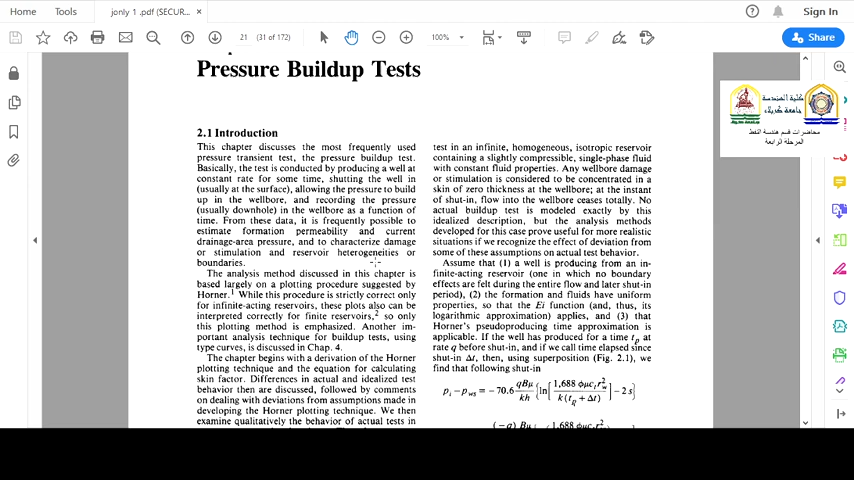 Home
Tools
jonly 1 .pdf (SECUR...
×
Sign In
21
(31 of 172)
100%
Share
كلية الهندسة
جامعة كربلاء
محاضرات قسم هندسة النفط
المرحلة الرابعة
Pressure Buildup Tests
2.1 Introduction
This chapter discusses the most frequently used
pressure transient test, the pressure buildup test.
Basically, the test is conducted by producing a well at
constant rate for some time, shutting the well in
(usually at the surface), allowing the pressure to build
up in the wellbore, and recording the pressure
(usually downhole) in the wellbore as a function of
time. From these data, it is frequently possible to
estimate formation permeability and current
drainage-area pressure, and to characterize damage
or stimulation and reservoir heterogeneities or
boundaries.
The analysis method discussed in this chapter is
based largely on a plotting procedure suggested by
Horner.¹ While this procedure is strictly correct only
for infinite-acting reservoirs, these plots also can be
interpreted correctly for finite reservoirs,² so only
this plotting method is emphasized. Another im-
portant analysis technique for buildup tests, using
type curves, is discussed in Chap. 4.
The chapter begins with a derivation of the Horner
plotting technique and the equation for calculating
skin factor. Differences in actual and idealized test
behavior then are discussed, followed by comments
on dealing with deviations from assumptions made in
developing the Horner plotting technique. We then
examine qualitatively the behavior of actual tests in
test in an infinite, homogeneous, isotropic reservoir
containing a slightly compressible, single-phase fluid
with constant fluid properties. Any wellbore damage
or stimulation is considered to be concentrated in a
skin of zero thickness at the wellbore; at the instant
of shut-in, flow into the wellbore ceases totally. No
actual buildup test is modeled exactly by this
idealized description, but the analysis methods
developed for this case prove useful for more realistic
situations if we recognize the effect of deviation from
some of these assumptions on actual test behavior.
Assume that (1) a well is producing from an in-
finite-acting reservoir (one in which no boundary
effects are felt during the entire flow and later shut-in
period), (2) the formation and fluids have uniform
properties, so that the Ei function (and, thus, its
logarithmic approximation) applies, and (3) that
Horner's pseudoproducing time approximation is
applicable. If the well has produced for a time tp at
rate q before shut-in, and if we call time elapsed since
shut-in Δt, then, using superposition (Fig. 2.1), we
find that following shut-in
pi − pws = −70.6 qBμ/kh {ln[1,688 φμctrw²/k(tp + Δt)] − 2s}
(−q) Bμ 1,688 φμctrw²